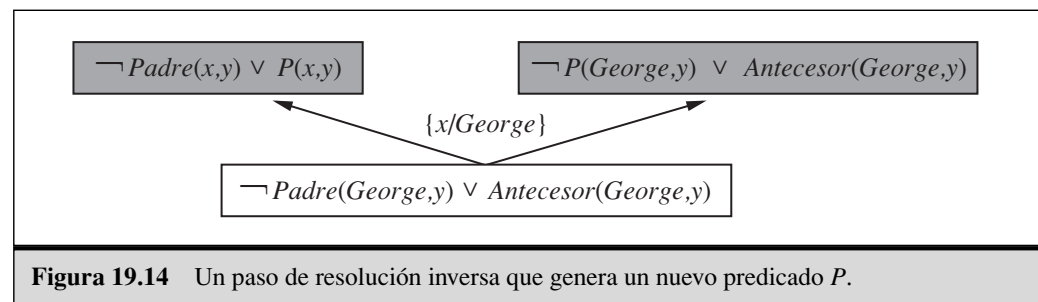 ¬ Padre(x,y) ∨ P(x,y)
¬ P(George,y) ∨ Antecesor(George,y)
{x/George}
¬ Padre(George,y) ∨ Antecesor(George,y)
Figura 19.14 Un paso de resolución inversa que genera un nuevo predicado P.